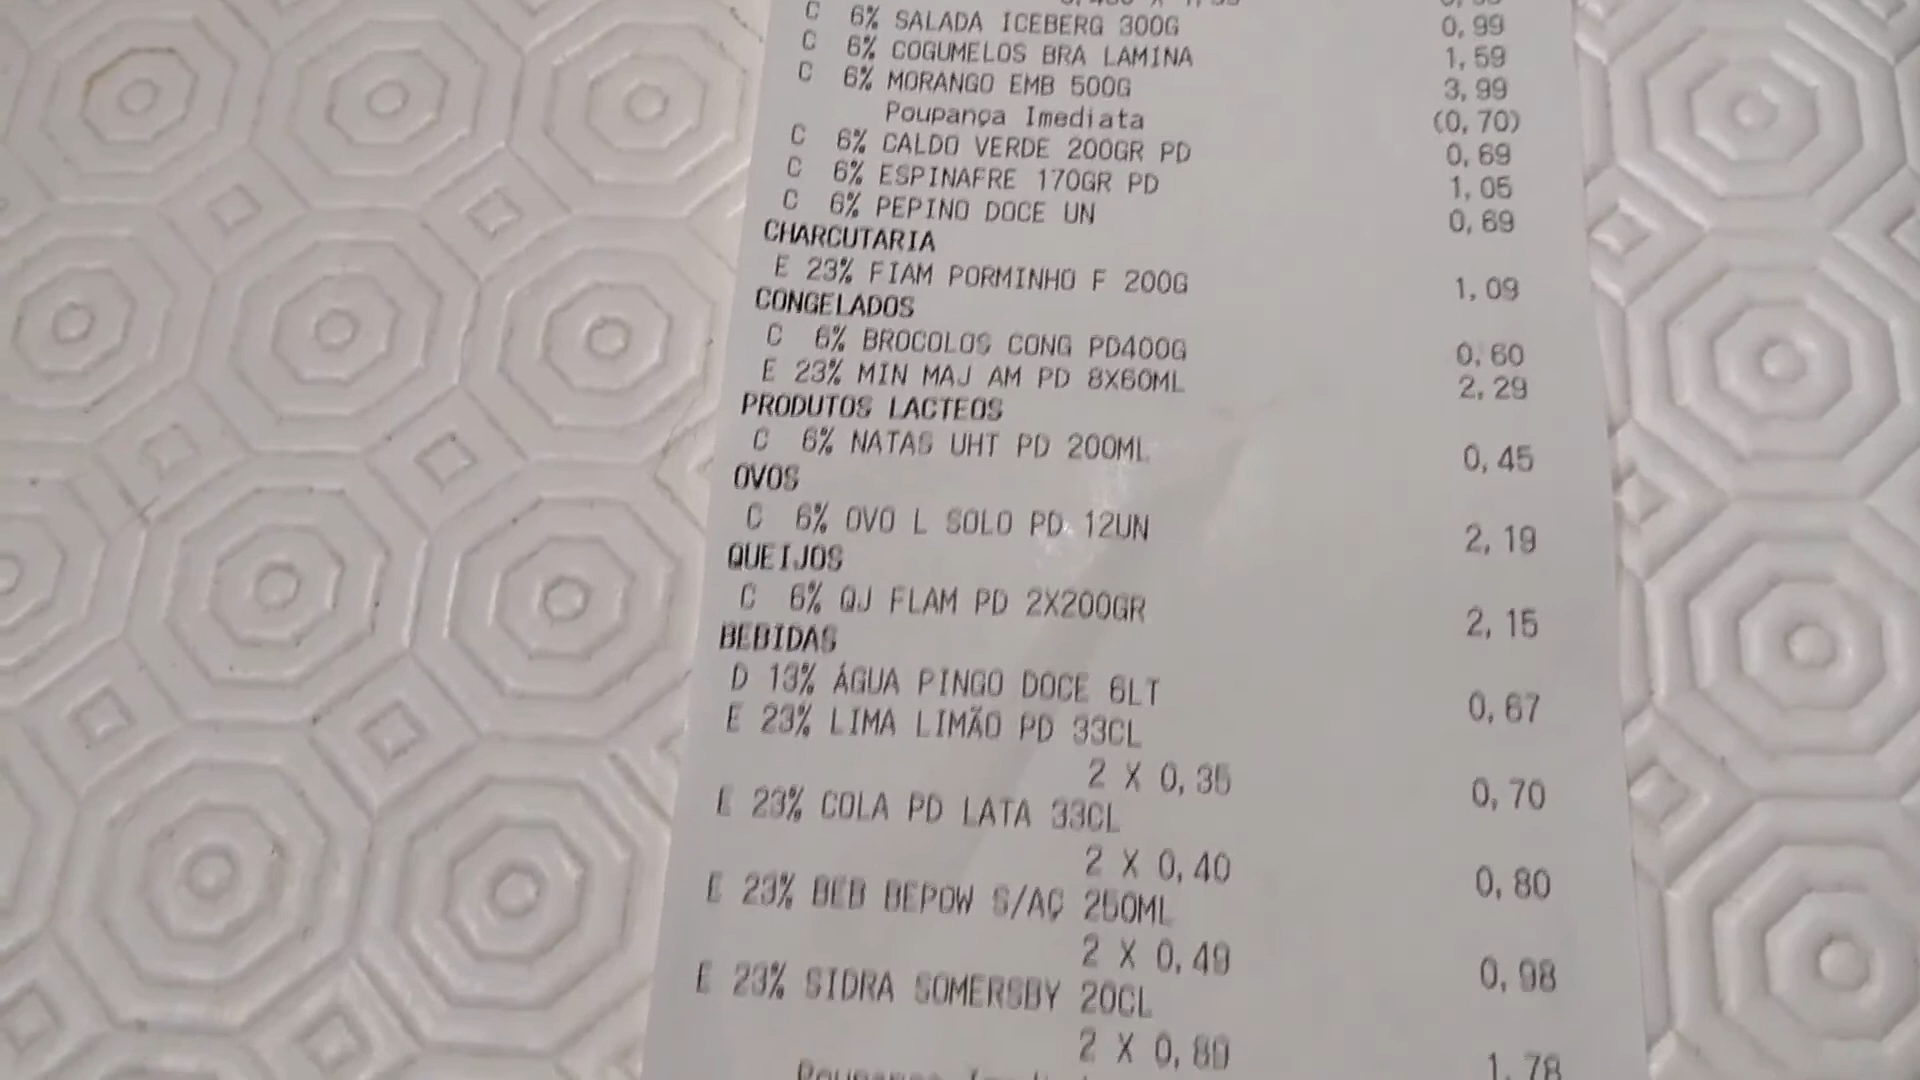 C 6% SALADA ICEBERG 300G 0,99
C 6% COGUMELOS BRA LAMINA 1,59
C 6% MORANGO EMB 500G 3,99
Poupança Imediata (0,70)
C 6% CALDO VERDE 200GR PD 0,69
C 6% ESPINAFRE 170GR PD 1,05
C 6% PEPINO DOCE UN 0,69
CHARCUTARIA
E 23% FIAM PORMINHO F 200G 1,09
CONGELADOS
C 6% BROCOLOS CONG PD400G 0,60
E 23% MIN MAJ AM PD 8X60ML 2,29
PRODUTOS LACTEOS
C 6% NATAS UHT PD 200ML 0,45
OVOS
C 6% OVO L SOLO PD 12UN 2,19
QUEIJOS
C 6% QJ FLAM PD 2X200GR 2,15
BEBIDAS
D 13% ÁGUA PINGO DOCE 6LT 0,67
E 23% LIMA LIMÃO PD 33CL
2 X 0,35 0,70
E 23% COLA PD LATA 33CL
2 X 0,40 0,80
E 23% BEB BEPOW S/AÇ 250ML
2 X 0,49 0,98
E 23% SIDRA SOMERSBY 20CL
2 X 0,89 1,78